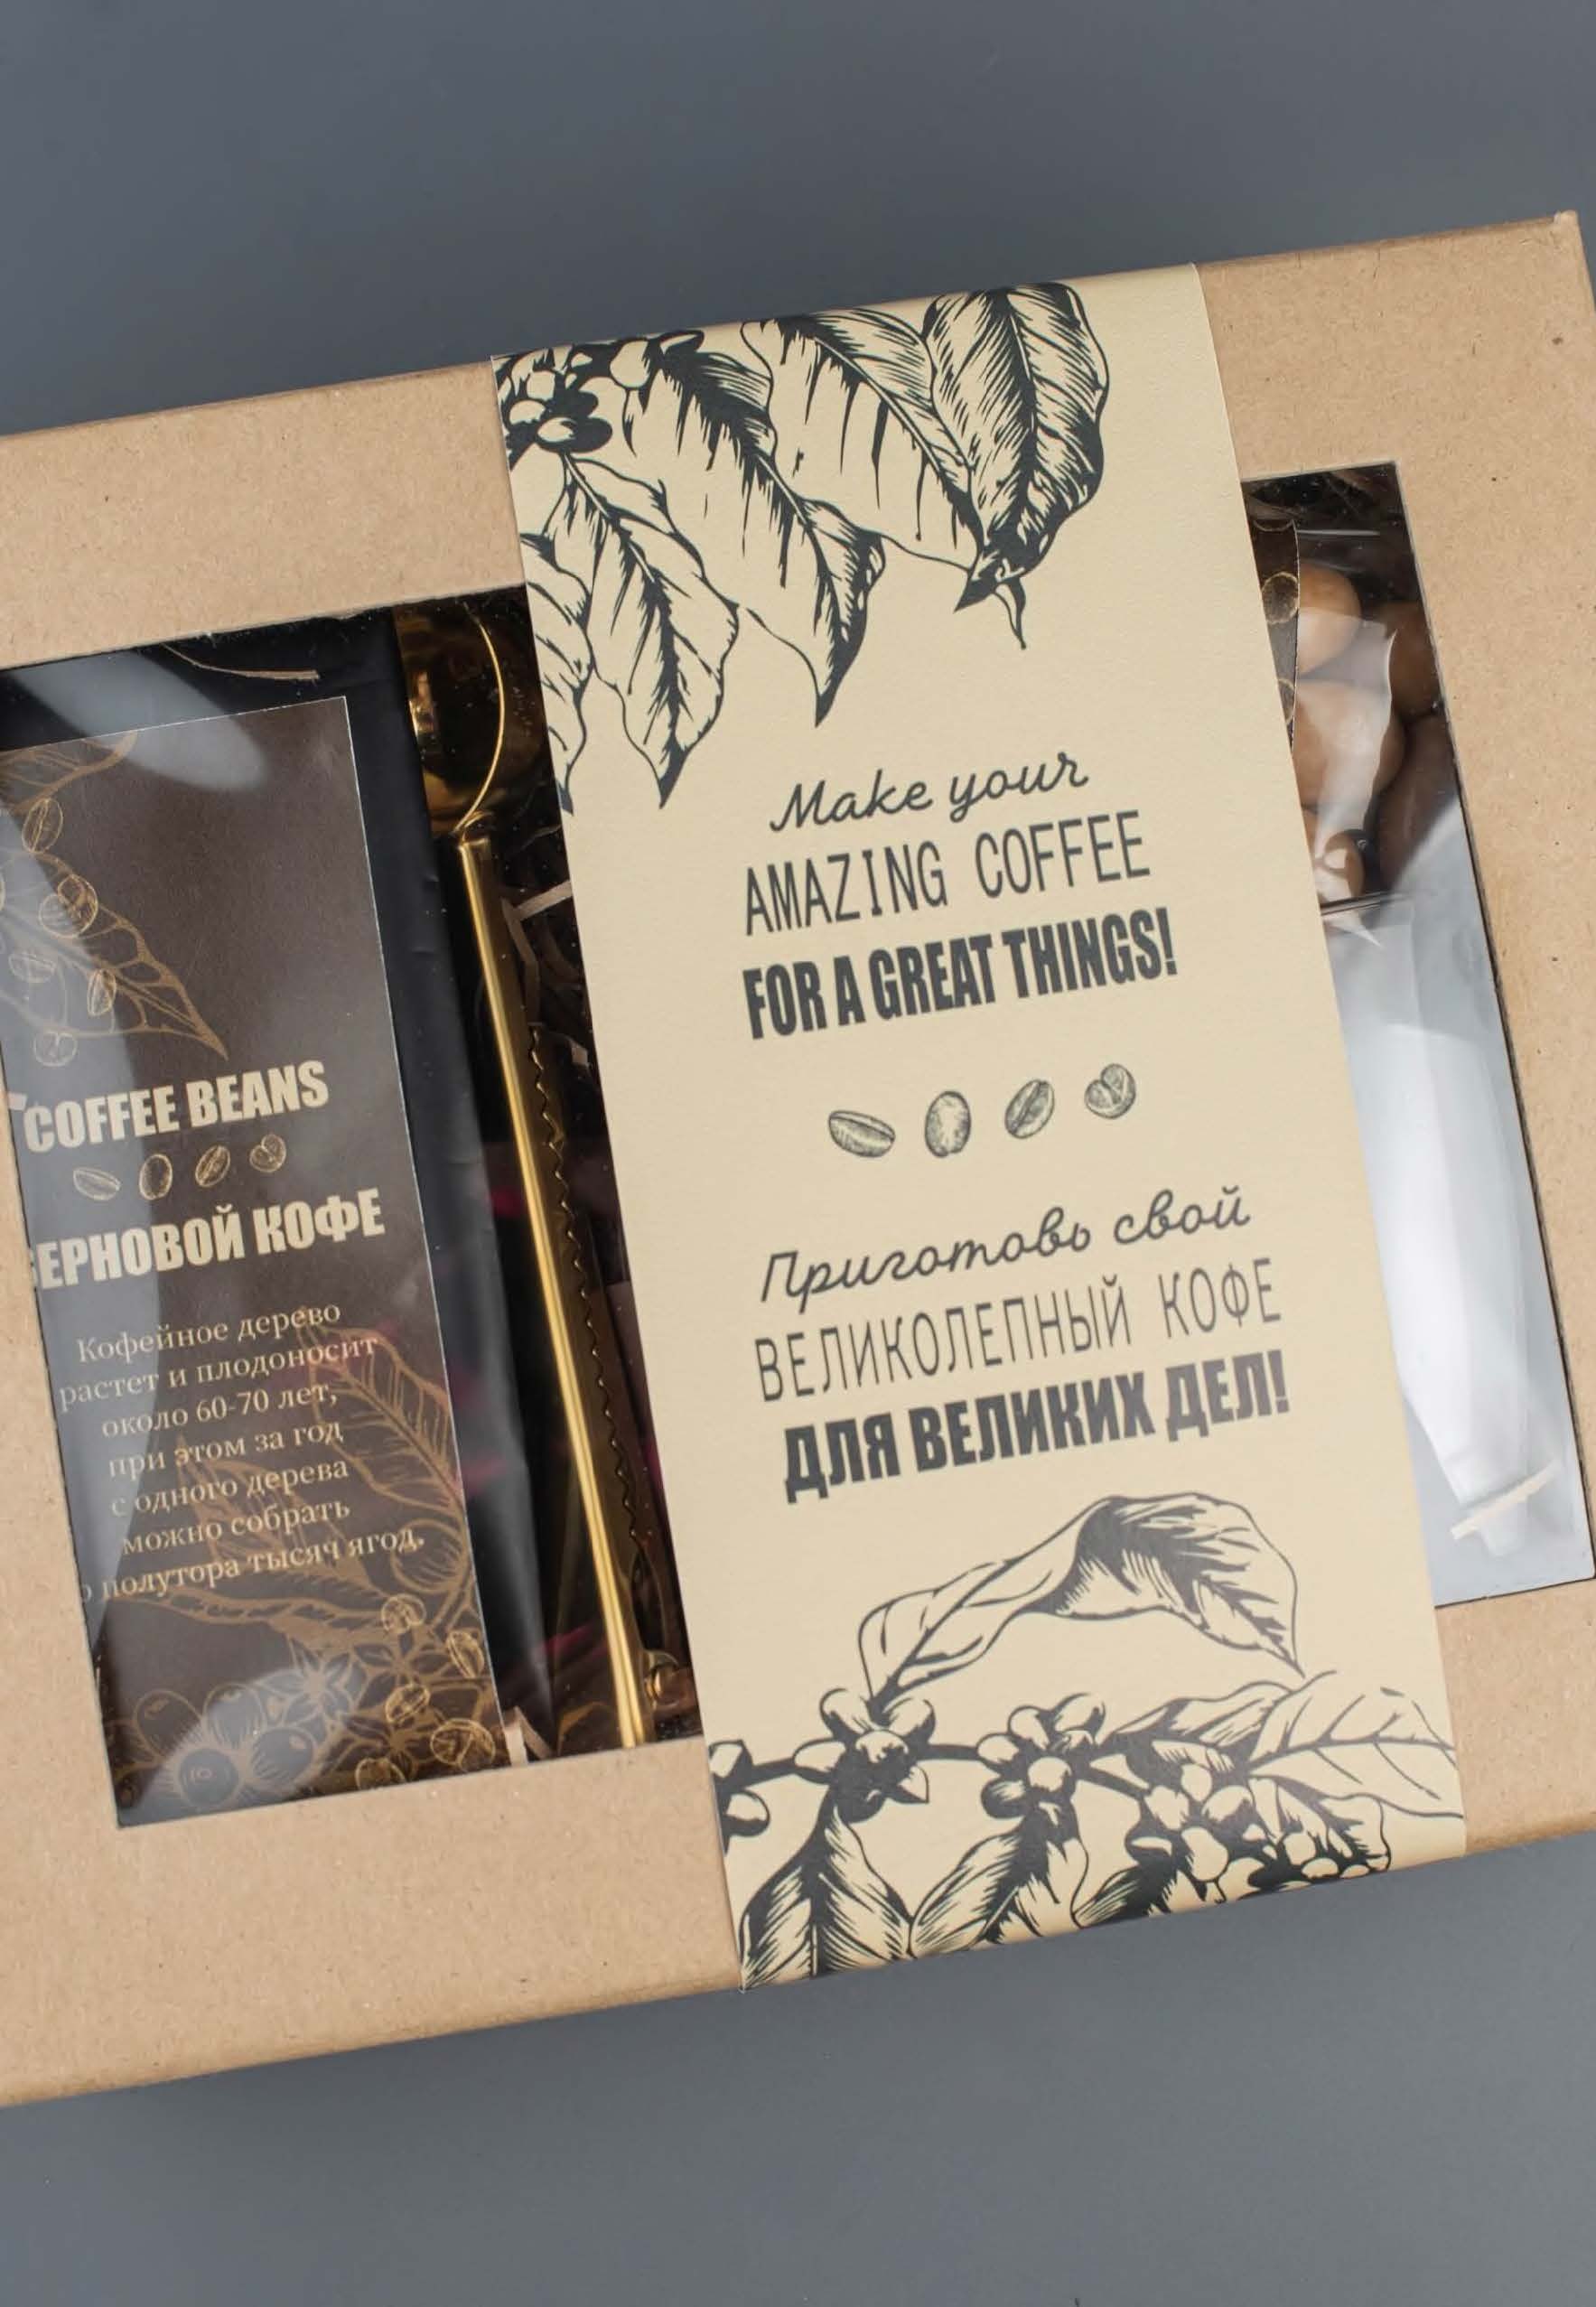 COFFEE BEANS
ЕРНОВОЙ КОФЕ
Кофейное дерево
растет и плодоносит
около 60-70 лет,
при этом за год
с одного дерева
можно собрать
о полутора тысяч ягод.
Make your
AMAZING COFFEE
FOR A GREAT THINGS!
Приготовь свой
ВЕЛИКОЛЕПНЫЙ КОФЕ
ДЛЯ ВЕЛИКИХ ДЕЛ!